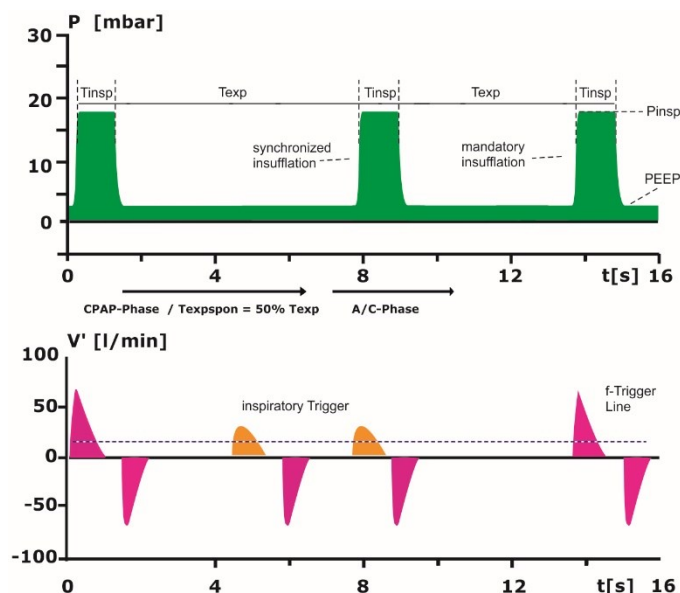 P [mbar]
30
20
10
0
Tinsp
Texp
Tinsp
Texp
Tinsp
Pinsp
synchronized
insufflation
mandatory
insufflation
PEEP
0
4
8
12
16
t[s]
CPAP-Phase / Texpspon = 50% Texp
A/C-Phase
V' [l/min]
100
50
0
-50
-100
inspiratory Trigger
f-Trigger
Line
0
4
8
12
16
t[s]